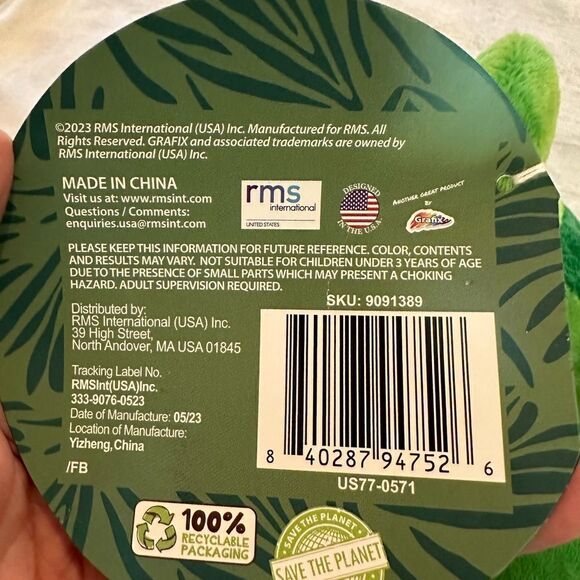 ©2023 RMS International (USA) Inc. Manufactured for RMS. All
Rights Reserved. GRAFIX and associated trademarks are owned by
RMS International (USA) Inc.
MADE IN CHINA
Visit us at: www.rmsint.com
Questions / Comments:
enquiries.usa@rmsint.com
rms
international
UNITED STATES
DESIGNED
IN THE U.S.A
ANOTHER GREAT PRODUCT
BY
Grafix
PLEASE KEEP THIS INFORMATION FOR FUTURE REFERENCE. COLOR, CONTENTS
AND RESULTS MAY VARY. NOT SUITABLE FOR CHILDREN UNDER 3 YEARS OF AGE
DUE TO THE PRESENCE OF SMALL PARTS WHICH MAY PRESENT A CHOKING
HAZARD. ADULT SUPERVISION REQUIRED.
Distributed by:
RMS International (USA) Inc.
39 High Street,
North Andover, MA USA 01845
Tracking Label No.
RMSInt(USA)Inc.
333-9076-0523
Date of Manufacture: 05/23
Location of Manufacture:
Yizheng,China
/FB
SKU: 9091389
8 40287 94752 6
US77-0571
100%
RECYCLABLE
PACKAGING
SAVE THE PLANET
SAVE THE PLANET